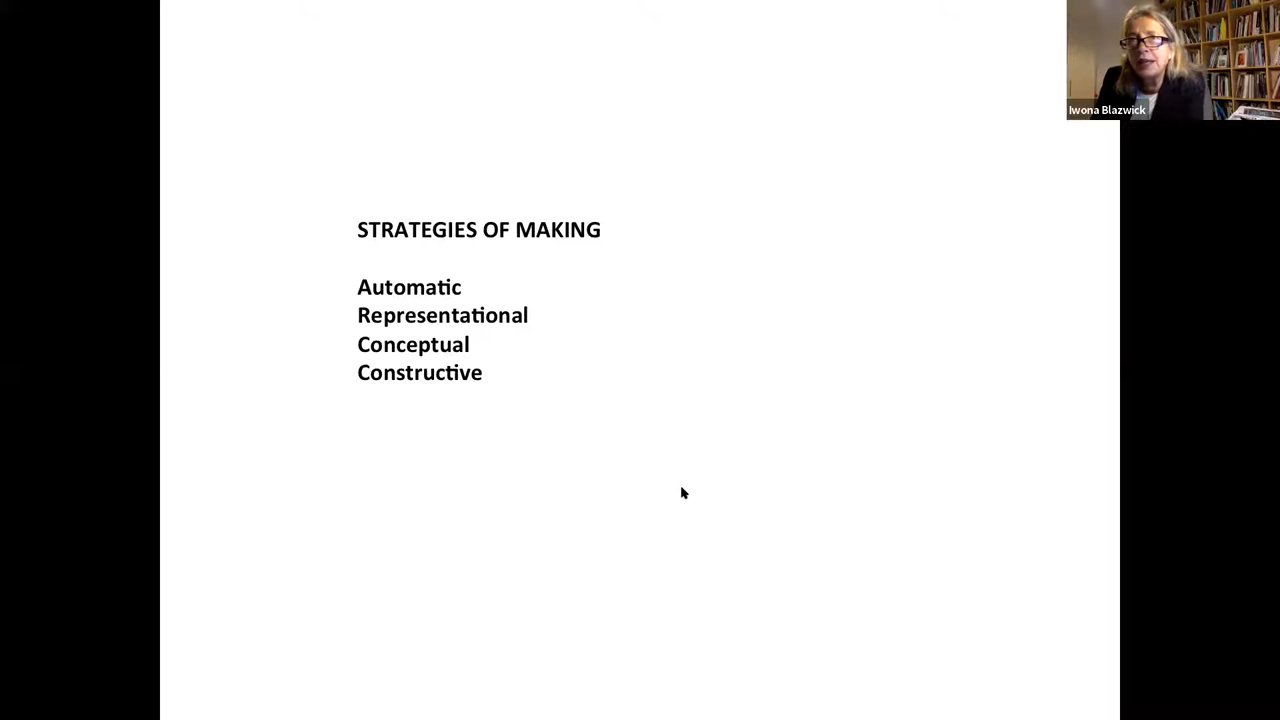 STRATEGIES OF MAKING
Automatic
Representational
Conceptual
Constructive
Iwona Blazwick